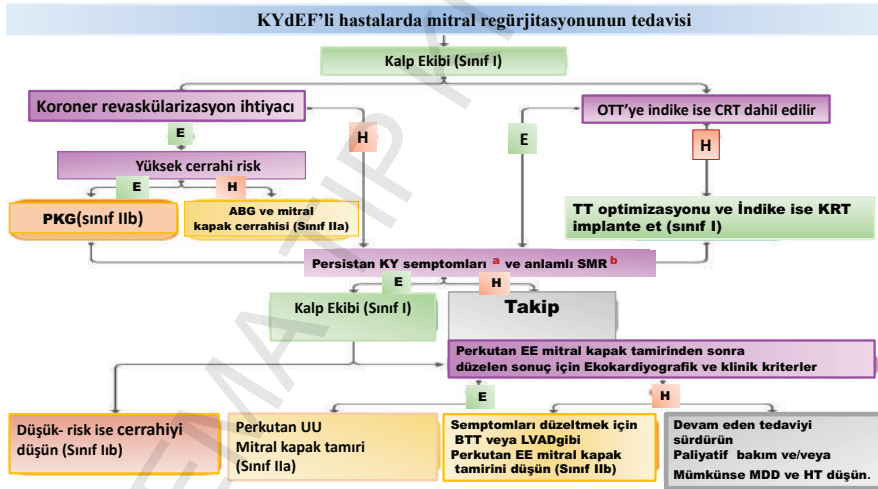 KYdEF’li hastalarda mitral regürjitasyonunun tedavisi
Kalp Ekibi (Sınıf I)
Koroner revaskülarizasyon ihtiyacı
OTT’ye indike ise CRT dahil edilir
E
H
E
H
Yüksek cerrahi risk
E
H
PKG(sınıf IIb)
ABG ve mitral
kapak cerrahisi (Sınıf IIa)
TT optimizasyonu ve İndike ise KRT
implante et (sınıf I)
Persistan KY semptomları a ve anlamlı SMR b
E
H
Kalp Ekibi (Sınıf I)
Takip
Perkutan EE mitral kapak tamirinden sonra
düzelen sonuç için Ekokardiyografik ve klinik kriterler
E
H
Düşük- risk ise cerrahiyi
düşün (Sınıf Iıb)
Perkutan UU
Mitral kapak tamırı
(Sınıf IIa)
Semptomları düzeltmek için
BTT veya LVADgibi
Perkutan EE mitral kapak
tamirini düşün (Sınıf IIb)
Devam eden tedaviyi
sürdürün
Paliyatif bakım ve/veya
Mümkünse MDD ve HT düşün.